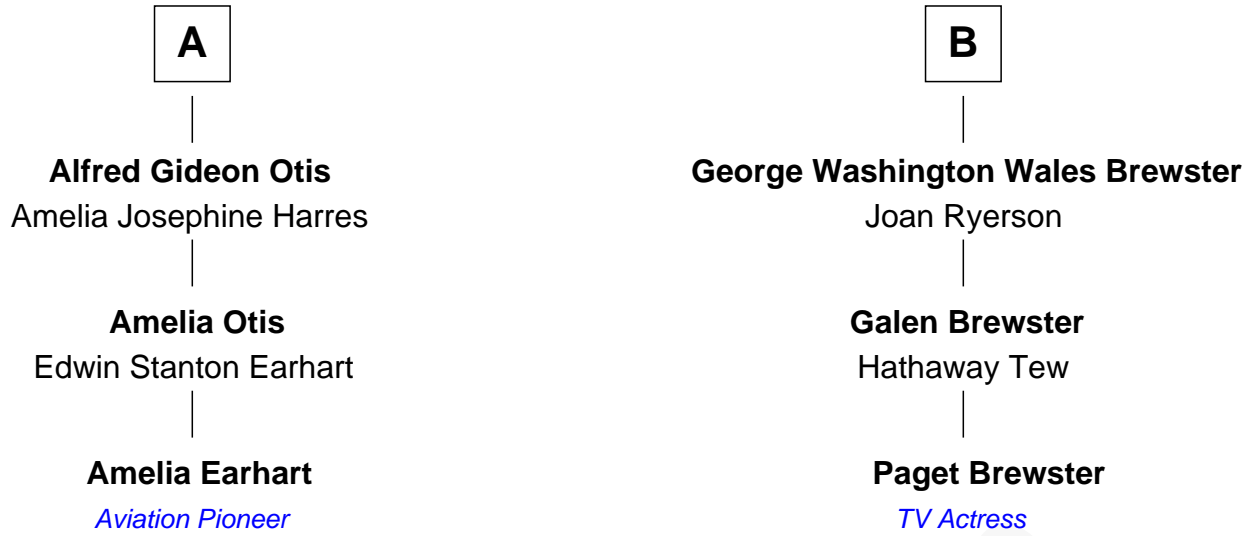 A
Alfred Gideon Otis
Amelia Josephine Harres
Amelia Otis
Edwin Stanton Earhart
Amelia Earhart
Aviation Pioneer
B
George Washington Wales Brewster
Joan Ryerson
Galen Brewster
Hathaway Tew
Paget Brewster
TV Actress